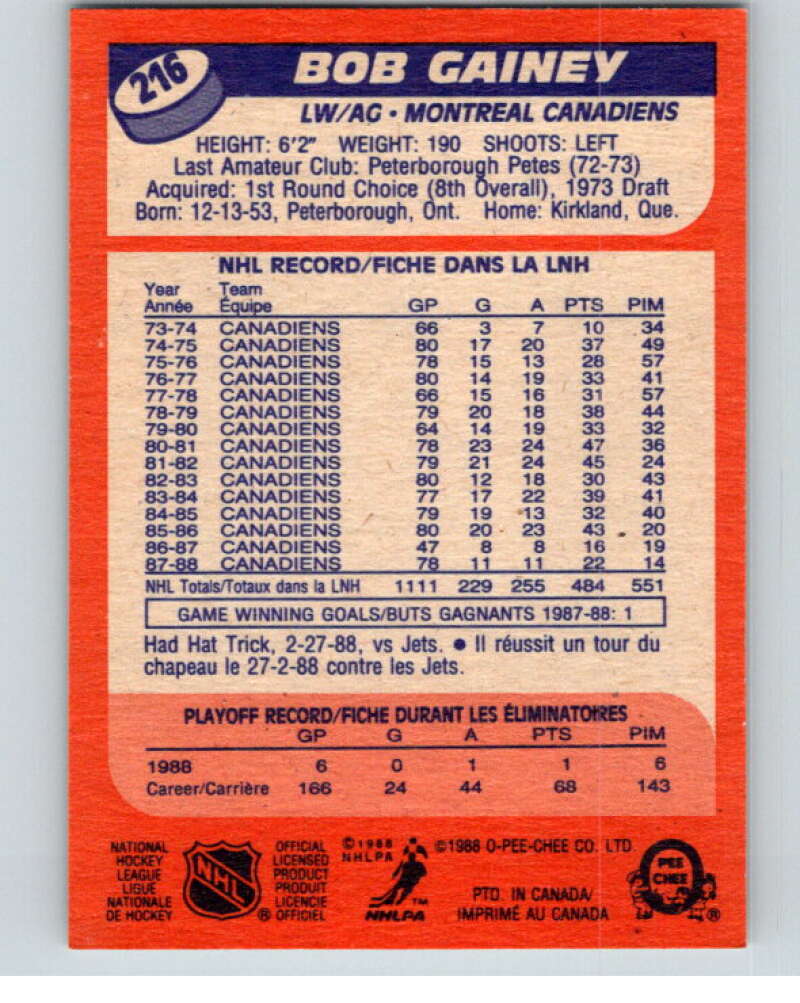 216
BOB GAINEY
LW/AG • MONTREAL CANADIENS
HEIGHT: 6'2" WEIGHT: 190 SHOOTS: LEFT
Last Amateur Club: Peterborough Petes (72-73)
Acquired: 1st Round Choice (8th Overall), 1973 Draft
Born: 12-13-53, Peterborough, Ont. Home: Kirkland, Que.
NHL RECORD/FICHE DANS LA LNH
Year Team
Année Équipe GP G A PTS PIM
73-74 CANADIENS 66 3 7 10 34
74-75 CANADIENS 80 17 20 37 49
75-76 CANADIENS 78 15 13 28 57
76-77 CANADIENS 80 14 19 33 41
77-78 CANADIENS 66 15 16 31 57
78-79 CANADIENS 79 20 18 38 44
79-80 CANADIENS 64 14 19 33 32
80-81 CANADIENS 78 23 24 47 36
81-82 CANADIENS 79 21 24 45 24
82-83 CANADIENS 80 12 18 30 43
83-84 CANADIENS 77 17 22 39 41
84-85 CANADIENS 79 19 13 32 40
85-86 CANADIENS 80 20 23 43 20
86-87 CANADIENS 47 8 8 16 19
87-88 CANADIENS 78 11 11 22 14
NHL Totals/Totaux dans la LNH 1111 229 255 484 551
GAME WINNING GOALS/BUTS GAGNANTS 1987-88: 1
Had Hat Trick, 2-27-88, vs Jets. • Il réussit un tour du
chapeau le 27-2-88 contre les Jets.
PLAYOFF RECORD/FICHE DURANT LES ÉLIMINATOIRES
GP G A PTS PIM
1988 6 0 1 1 6
Career/Carrière 166 24 44 68 143
NATIONAL
HOCKEY
LEAGUE
LIGUE
NATIONALE
DE HOCKEY
NHL
®
OFFICIAL
LICENSED
PRODUCT
PRODUIT
LICENCIE
OFFICIEL
©1988
NHLPA
TM
NHLPA
©1988 O-PEE-CHEE CO. LTD.
PTD. IN CANADA/
IMPRIMÉ AU CANADA
O
PEE
CHEE
®